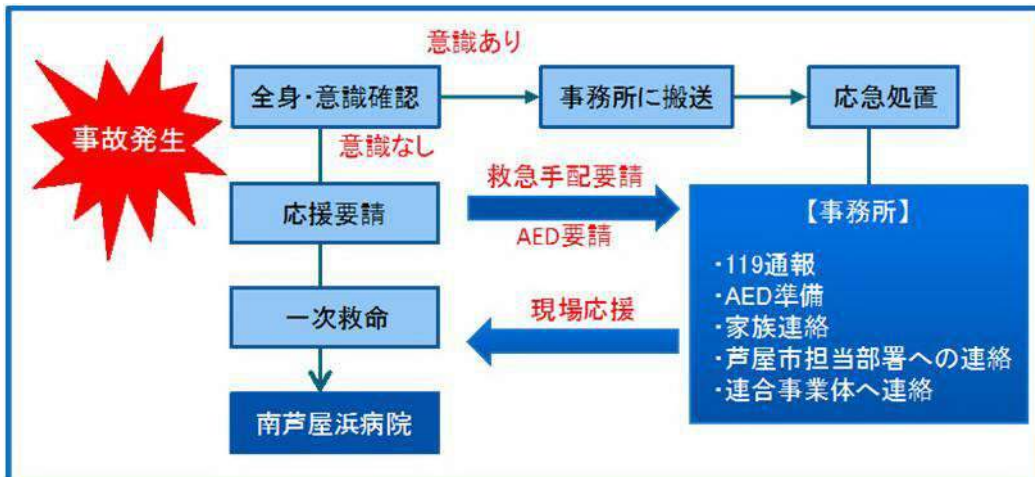 事故発生
全身・意識確認
意識あり
事務所に搬送
応急処置
意識なし
応援要請
救急手配要請
AED要請
一次救命
現場応援
南芦屋浜病院
【事務所】
・119通報
・AED準備
・家族連絡
・芦屋市担当部署への連絡
・連合事業体へ連絡